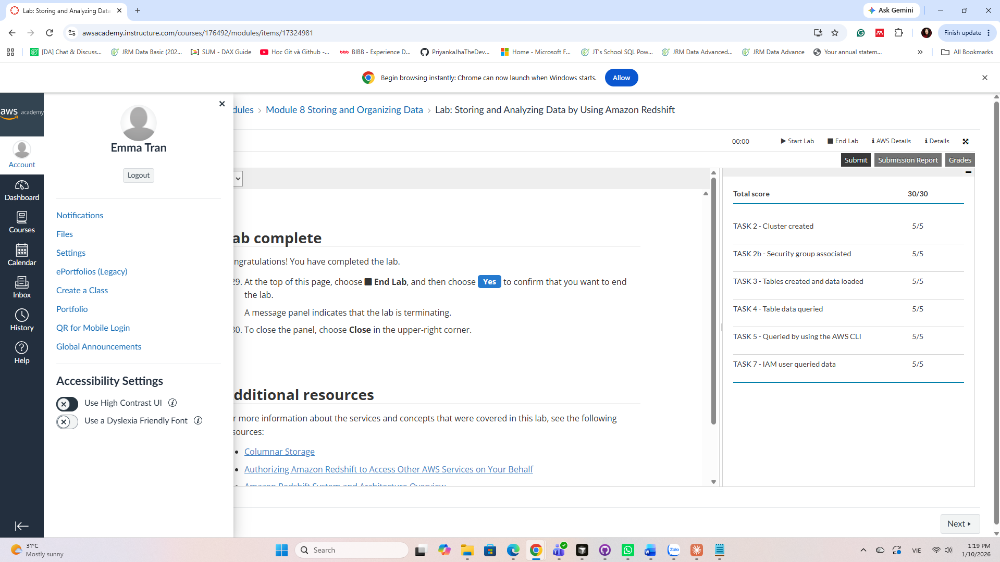 Lab: Storing and Analyzing Data
Ask Gemini
awsacademy.instructure.com/courses/176492/modules/items/17324981
Finish update
[DA] Chat & Discuss...
JRM Data Basic (202...
SUM - DAX Guide
Học Git và Github -...
BIBB - Experience D...
PriyankaJhaTheDev...
Home - Microsoft F...
JT's School SQL Pow...
JRM Data Advanced...
JRM Data Advance
Your annual statem...
All Bookmarks
Begin browsing instantly: Chrome can now launch when Windows starts.
Allow
aws academy
Account
Dashboard
Courses
Calendar
Inbox
History
Help
Emma Tran
Logout
Notifications
Files
Settings
ePortfolios (Legacy)
Create a Class
Portfolio
QR for Mobile Login
Global Announcements
Accessibility Settings
Use High Contrast UI
Use a Dyslexia Friendly Font
dules > Module 8 Storing and Organizing Data > Lab: Storing and Analyzing Data by Using Amazon Redshift
00:00
Start Lab
End Lab
AWS Details
Details
Submit
Submission Report
Grades
ab complete
ngratulations! You have completed the lab.
29. At the top of this page, choose End Lab, and then choose Yes to confirm that you want to end
the lab.
A message panel indicates that the lab is terminating.
30. To close the panel, choose Close in the upper-right corner.
dditional resources
r more information about the services and concepts that were covered in this lab, see the following
sources:
Columnar Storage
Authorizing Amazon Redshift to Access Other AWS Services on Your Behalf
Amazon Redshift System and Architecture Overview
Total score 30/30
TASK 2 - Cluster created 5/5
TASK 2b - Security group associated 5/5
TASK 3 - Tables created and data loaded 5/5
TASK 4 - Table data queried 5/5
TASK 5 - Queried by using the AWS CLI 5/5
TASK 7 - IAM user queried data 5/5
Next
31°C
Mostly sunny
Search
Zalo
VIE
1:19 PM
1/10/2026